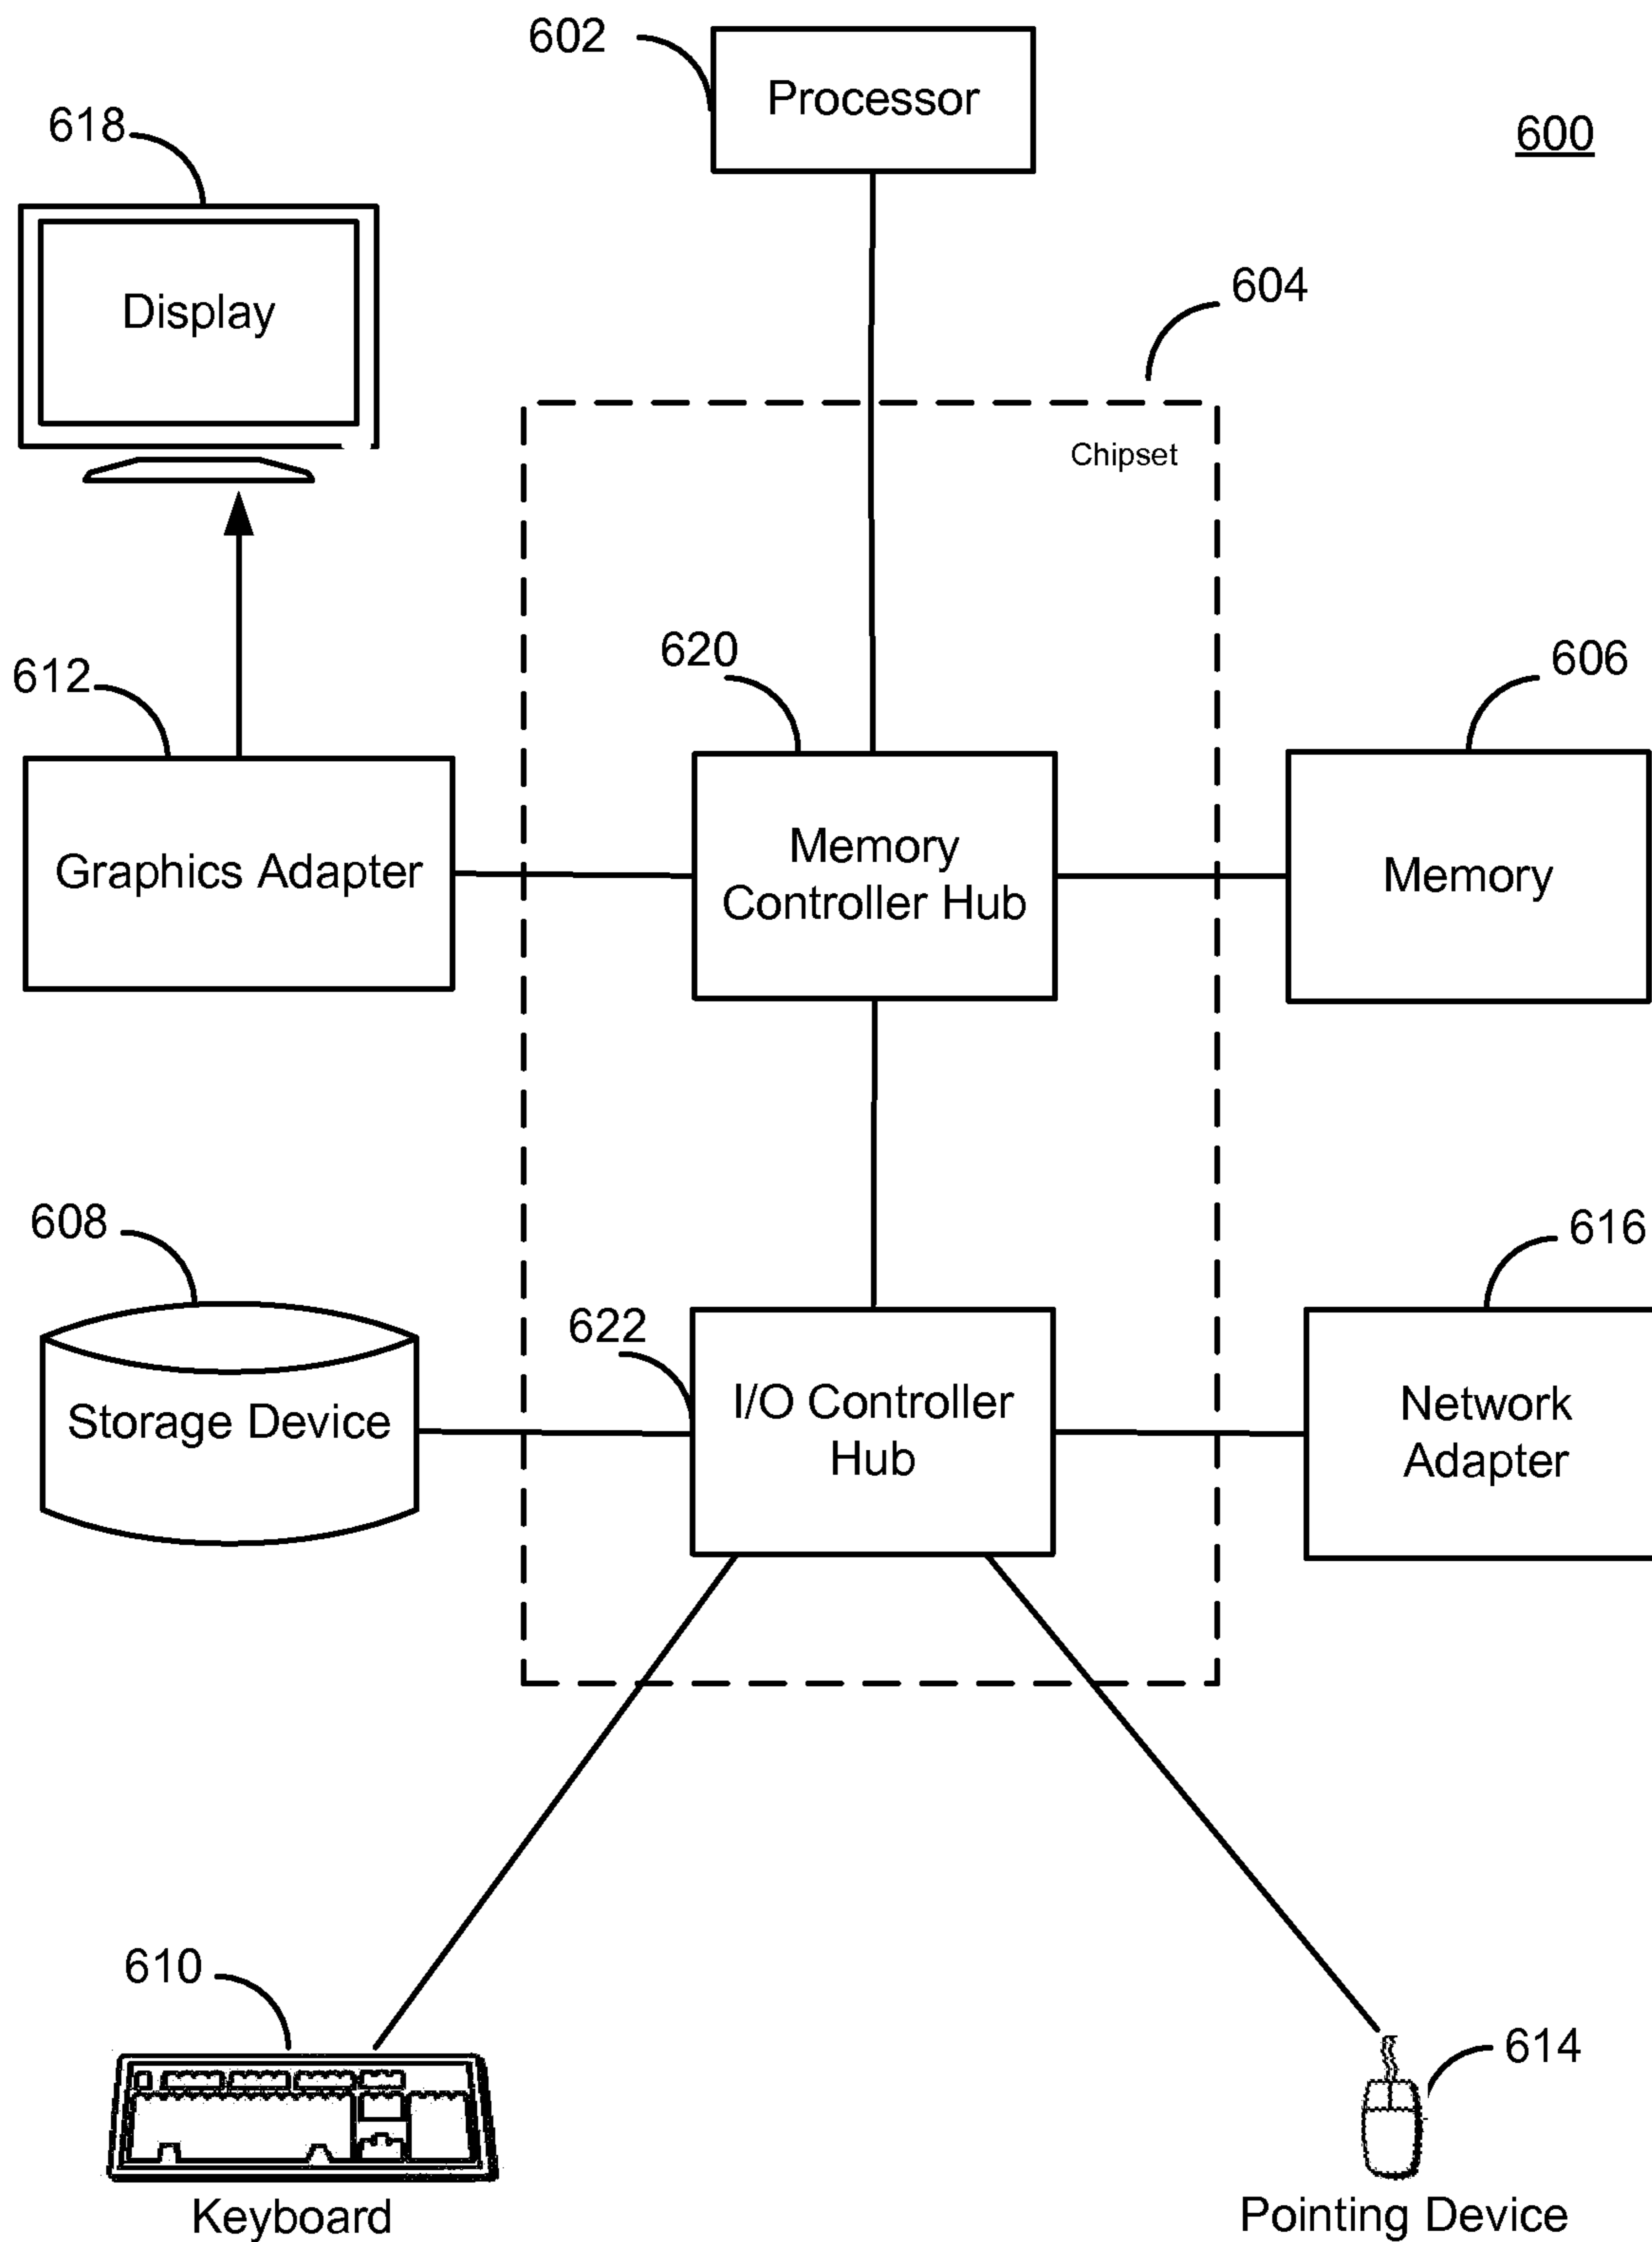 602
Processor
600
618
Display
604
Chipset
620
606
612
Memory
Controller Hub
Graphics Adapter
Memory
608
616
622
I/O Controller
Hub
Storage Device
Network
Adapter
610
614
Keyboard
Pointing Device